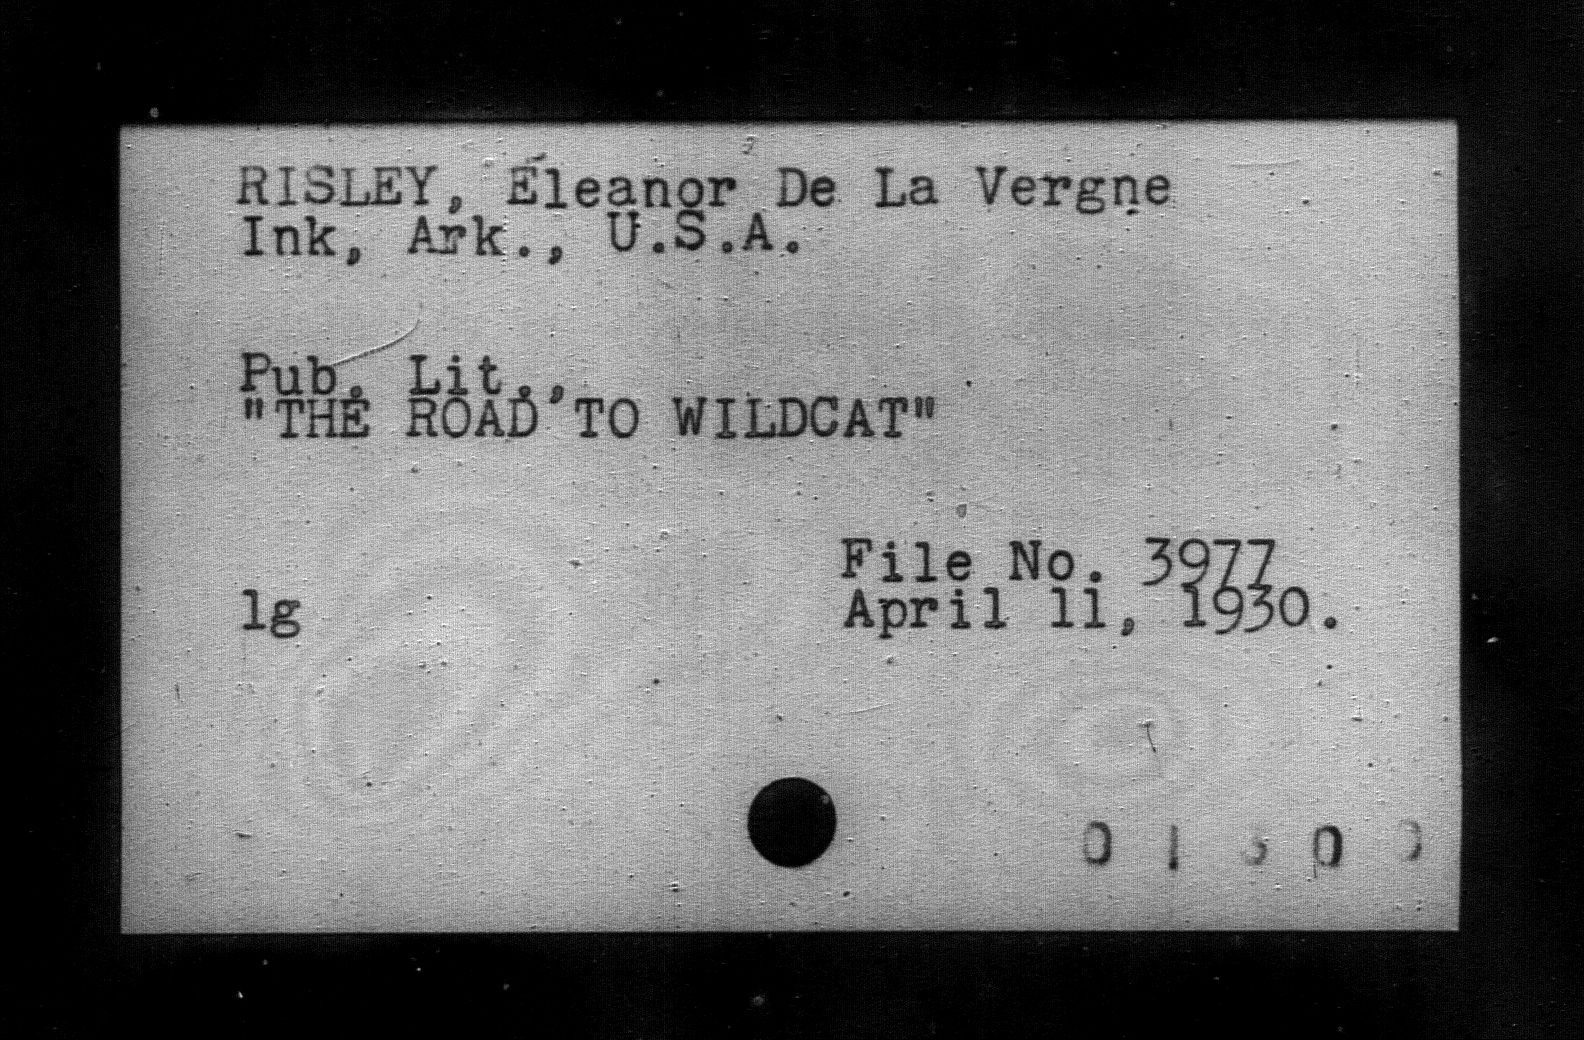 RISLEY, Eleanor De La Vergne
Ink, Ark., U.S.A.
Pub. Lit.,
"THE ROAD TO WILDCAT"
File No. 3977
lg
April 11, 1930.